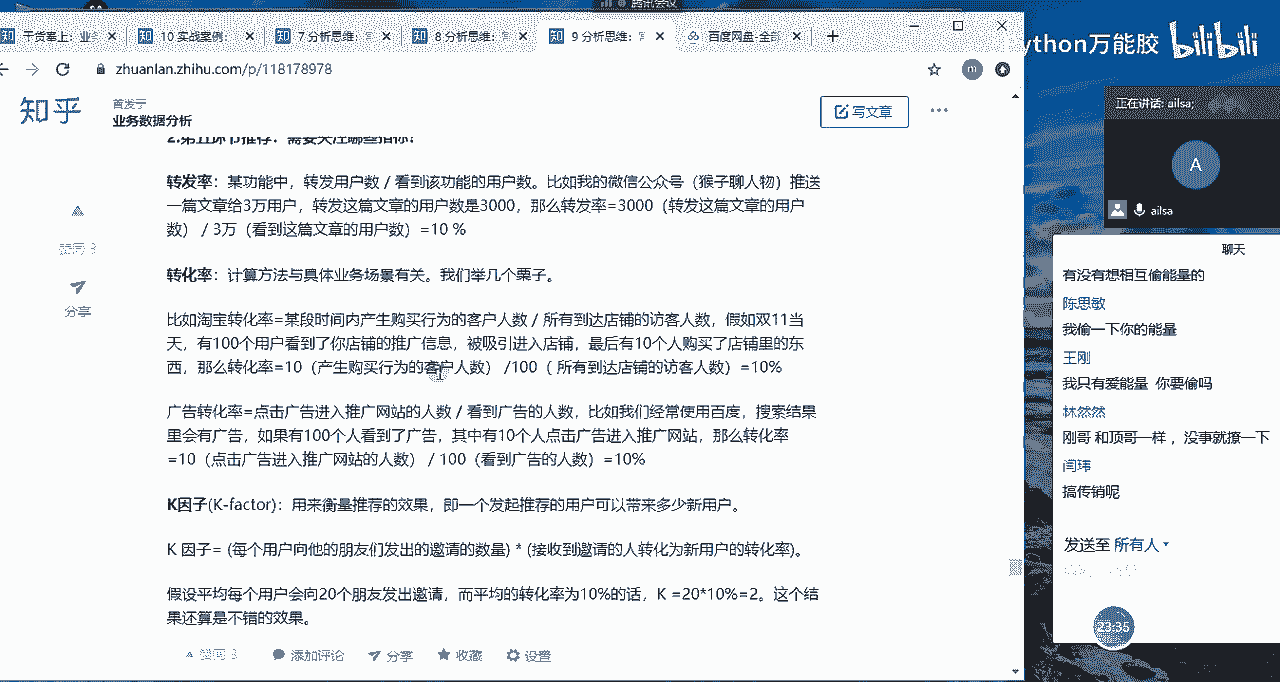 腾讯会议
干货奉上：业务
10 实战案例：
7 分析思维：
8 分析思维：
9 分析思维：
百度网盘-全部
zhuanlan.zhihu.com/p/118178978
m
知乎
首发于
业务数据分析
写文章
2.第五环节推荐：需要关注哪些指标？
转发率：某功能中，转发用户数 / 看到该功能的用户数。比如我的微信公众号（猴子聊人物）推送
一篇文章给3万用户，转发这篇文章的用户数是3000，那么转发率=3000（转发这篇文章的用户
数） / 3万（看到这篇文章的用户数）=10 %
转化率：计算方法与具体业务场景有关。我们举几个栗子。
比如淘宝转化率=某段时间内产生购买行为的客户人数 / 所有到达店铺的访客人数，假如双11当
天，有100个用户看到了你店铺的推广信息，被吸引进入店铺，最后有10个人购买了店铺里的东
西，那么转化率=10（产生购买行为的客户人数） /100（ 所有到达店铺的访客人数）=10%
广告转化率=点击广告进入推广网站的人数 / 看到广告的人数，比如我们经常使用百度，搜索结果
里会有广告，如果有100个人看到了广告，其中有10个人点击广告进入推广网站，那么转化率
=10（点击广告进入推广网站的人数） / 100（看到广告的人数）=10%
K因子(K-factor)：用来衡量推荐的效果，即一个发起推荐的用户可以带来多少新用户。
K 因子= (每个用户向他的朋友们发出的邀请的数量) * (接收到邀请的人转化为新用户的转化率)。
假设平均每个用户会向20个朋友发出邀请，而平均的转化率为10%的话，K =20*10%=2。这个结
果还算是不错的效果。
赞同 3
分享
赞同 3
添加评论
分享
收藏
设置
ython万能胶
bilibili
正在讲话: ailsa;
A
ailsa
聊天
有没有想相互偷能量的
陈思敏
我偷一下你的能量
王刚
我只有爱能量 你要偷吗
林然然
刚哥 和顶哥一样 ，没事就撩一下
闫玮
搞传销呢
发送至 所有人
23:35